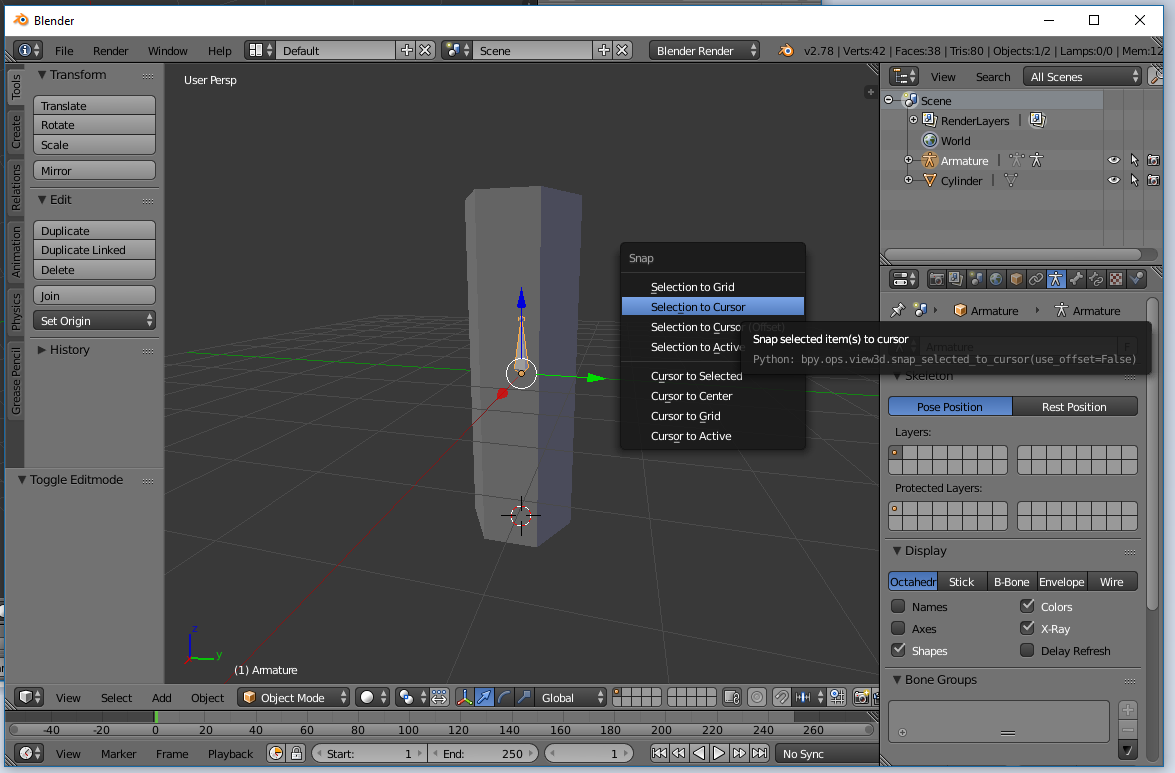 Blender
File Render Window Help Default Scene Blender Render v2.78 | Verts:42 | Faces:38 | Tris:80 | Objects:1/2 | Lamps:0/0 | Mem:12
Tools
Create
Relations
Animation
Physics
Grease Pencil
Transform
Translate
Rotate
Scale
Mirror
Edit
Duplicate
Duplicate Linked
Delete
Join
Set Origin
History
Toggle Editmode
User Persp
Snap
Selection to Grid
Selection to Cursor
Selection to Cursor (Offset)
Selection to Active
Cursor to Selected
Cursor to Center
Cursor to Grid
Cursor to Active
Snap selected item(s) to cursor
Python: bpy.ops.view3d.snap_selected_to_cursor(use_offset=False)
z
y
(1) Armature
View Select Add Object Object Mode Global
-40 -20 0 20 40 60 80 100 120 140 160 180 200 220 240 260
View Marker Frame Playback Start: 1 End: 250 1 No Sync
View Search All Scenes
Scene
RenderLayers |
World
Armature |
Cylinder |
Armature Armature
Armature F
Skeleton
Pose Position Rest Position
Layers:
Protected Layers:
Display
Octahedr Stick B-Bone Envelope Wire
Names Colors
Axes X-Ray
Shapes Delay Refresh
Bone Groups